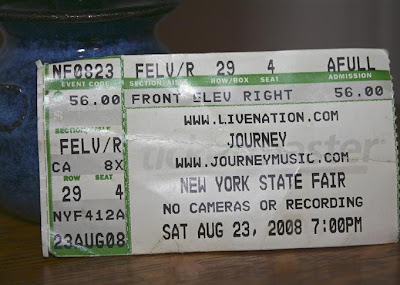 NF0823 FELV/R 29 4 AFULL
EVENT CODE SECTION/AISLE ROW/BOX SEAT ADMISSION
56.00 FRONT ELEV RIGHT 56.00
WWW.LIVENATION.COM
SECTION/AISLE JOURNEY
FELV/R ticketmaster
CA 8X WWW.JOURNEYMUSIC.COM
ROW SEAT NEW YORK STATE FAIR
29 4
NYF412A NO CAMERAS OR RECORDING
23AUG08 SAT AUG 23, 2008 7:00PM